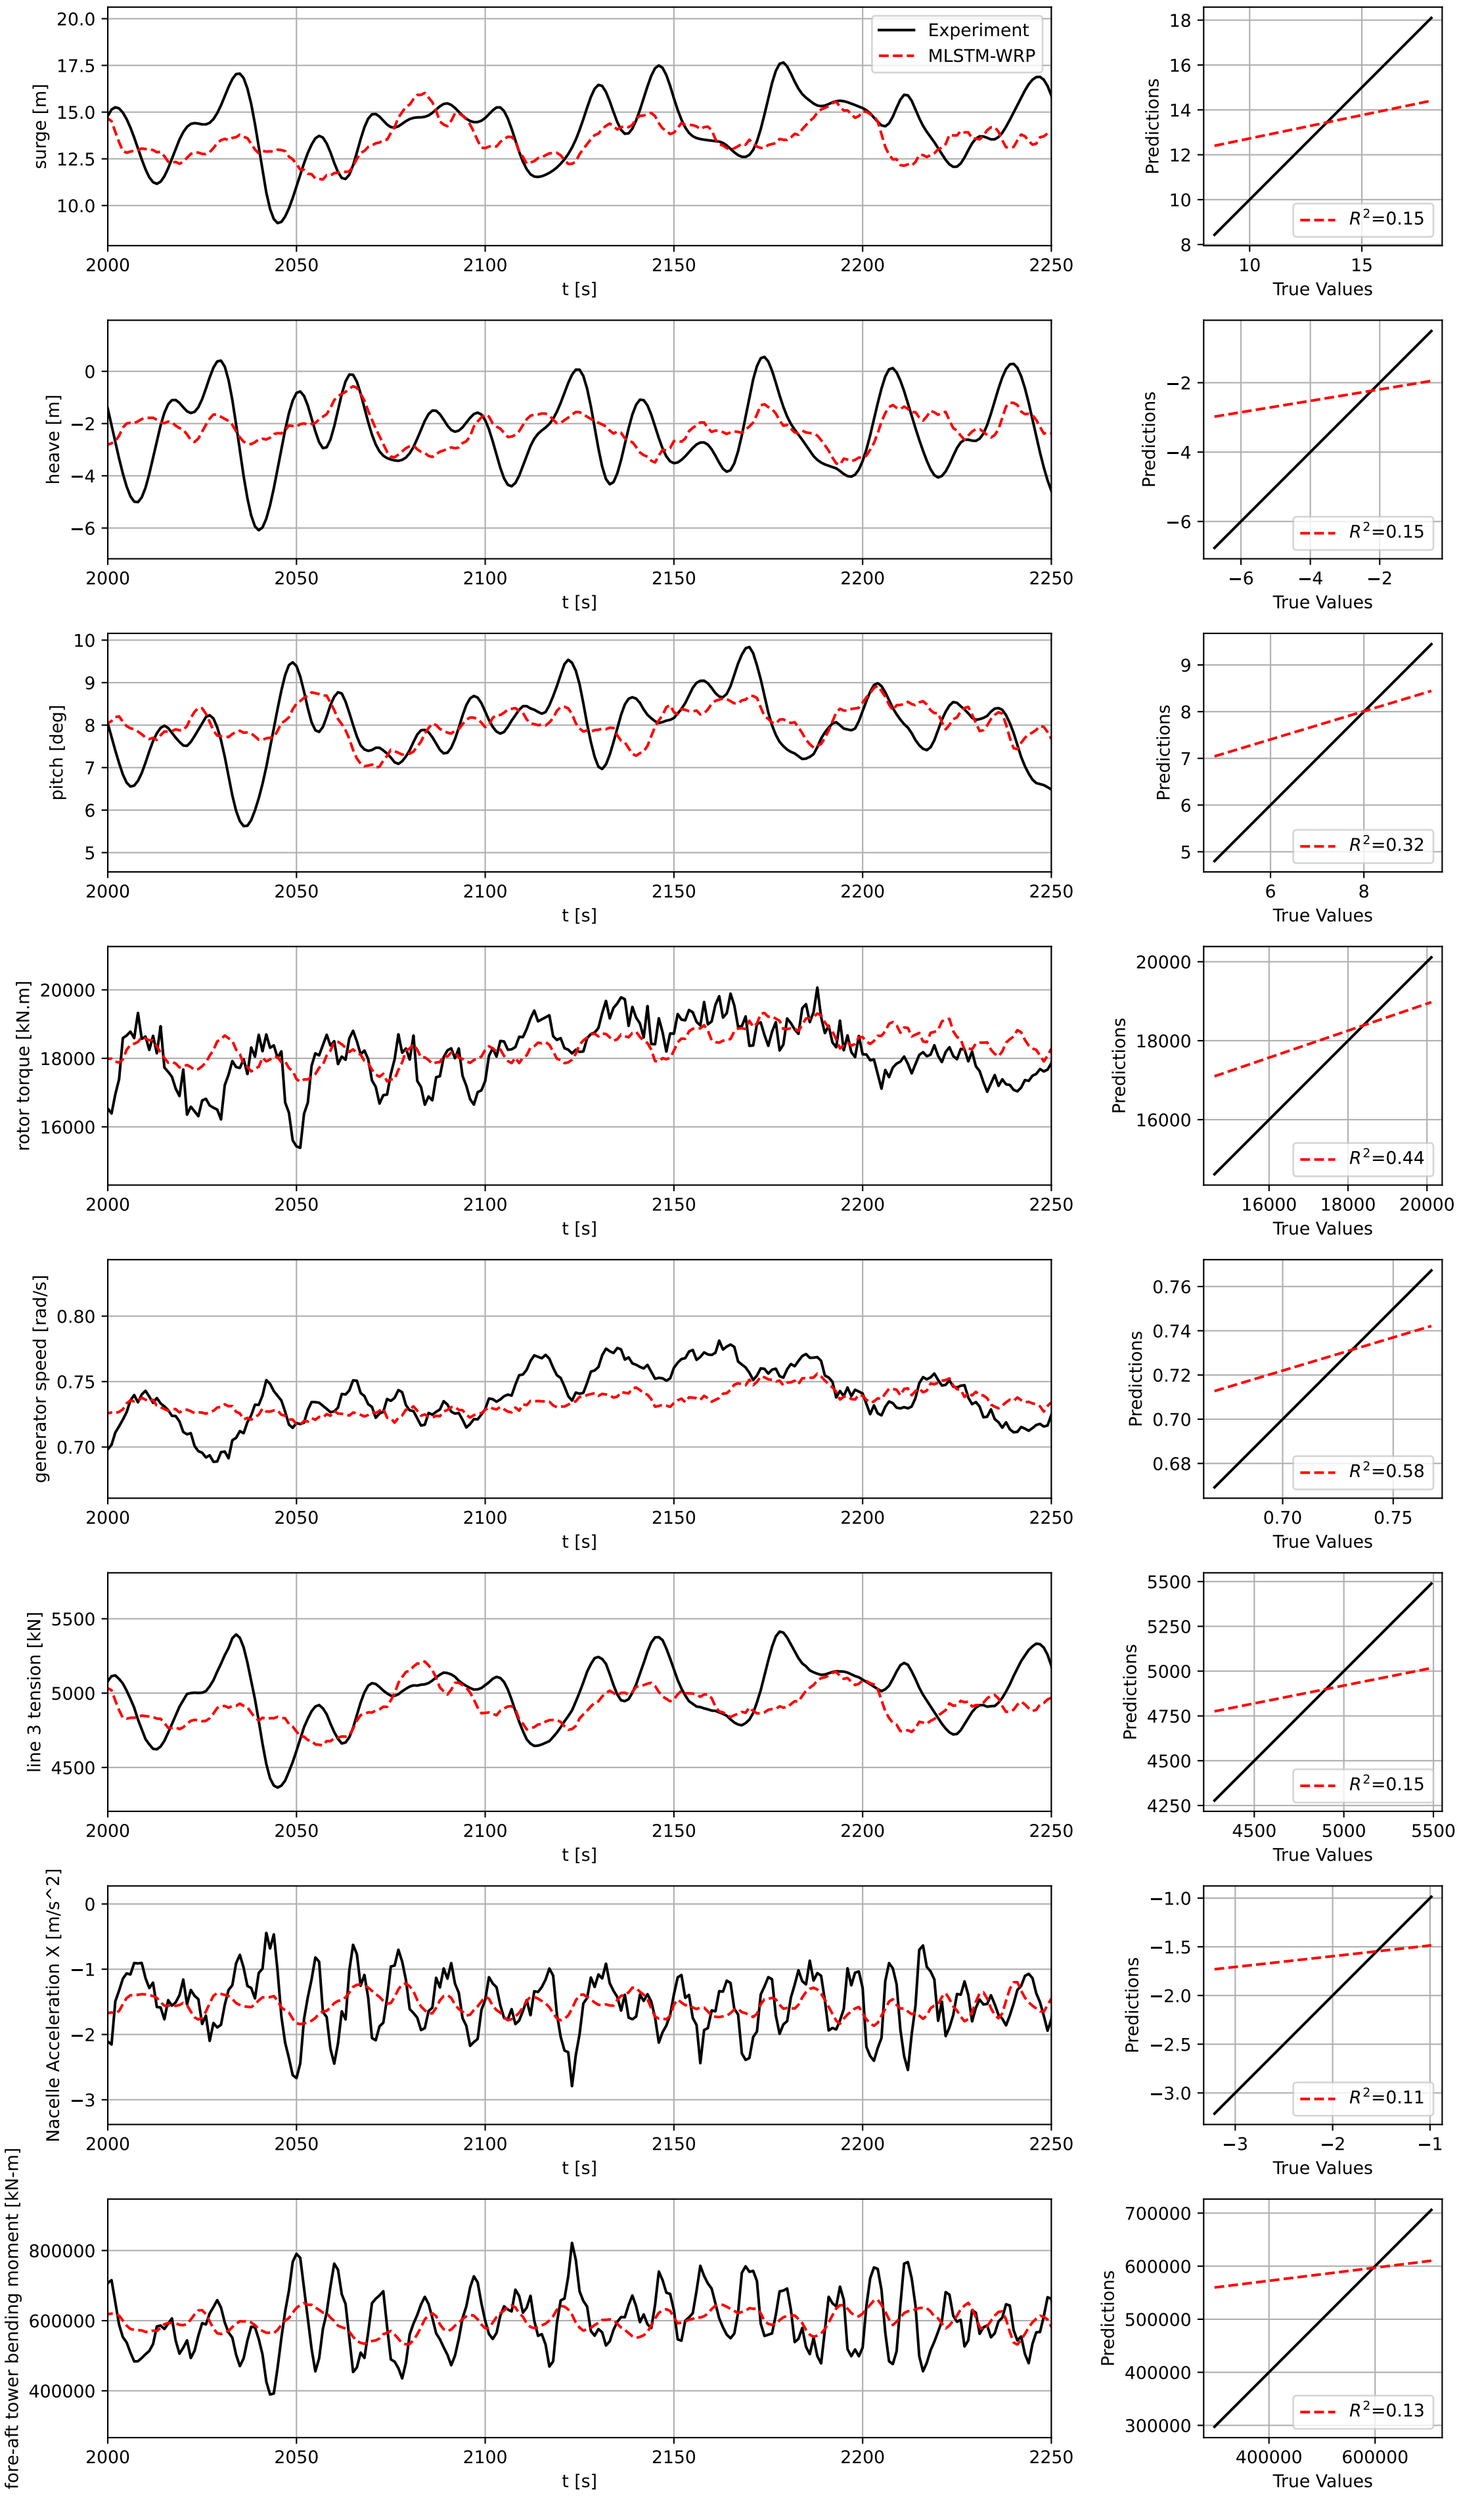 20.0
17.5
15.0
12.5
10.0
surge [m]
2000 2050 2100 2150 2200 2250
t [s]
Experiment
MLSTM-WRP
18
16
14
12
10
8
Predictions
10 15
True Values
R²=0.15
0
−2
−4
−6
heave [m]
2000 2050 2100 2150 2200 2250
t [s]
−2
−4
−6
Predictions
−6 −4 −2
True Values
R²=0.15
10
9
8
7
6
5
pitch [deg]
2000 2050 2100 2150 2200 2250
t [s]
9
8
7
6
5
Predictions
6 8
True Values
R²=0.32
20000
18000
16000
rotor torque [kN.m]
2000 2050 2100 2150 2200 2250
t [s]
20000
18000
16000
Predictions
16000 18000 20000
True Values
R²=0.44
0.80
0.75
0.70
generator speed [rad/s]
2000 2050 2100 2150 2200 2250
t [s]
0.76
0.74
0.72
0.70
0.68
Predictions
0.70 0.75
True Values
R²=0.58
5500
5000
4500
line 3 tension [kN]
2000 2050 2100 2150 2200 2250
t [s]
5500
5250
5000
4750
4500
4250
Predictions
4500 5000 5500
True Values
R²=0.15
0
−1
−2
−3
Nacelle Acceleration X [m/s^2]
2000 2050 2100 2150 2200 2250
t [s]
−1.0
−1.5
−2.0
−2.5
−3.0
Predictions
−3 −2 −1
True Values
R²=0.11
800000
600000
400000
fore-aft tower bending moment [kN-m]
2000 2050 2100 2150 2200 2250
t [s]
700000
600000
500000
400000
300000
Predictions
400000 600000
True Values
R²=0.13